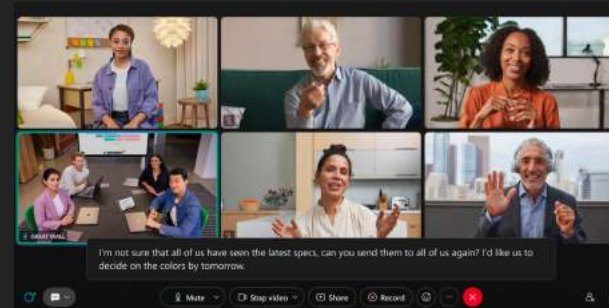 I'm not sure that all of us have seen the latest specs, can you send them to all of us again? I'd like us to
decide on the colors by tomorrow.
Mute
Stop video
Share
Record